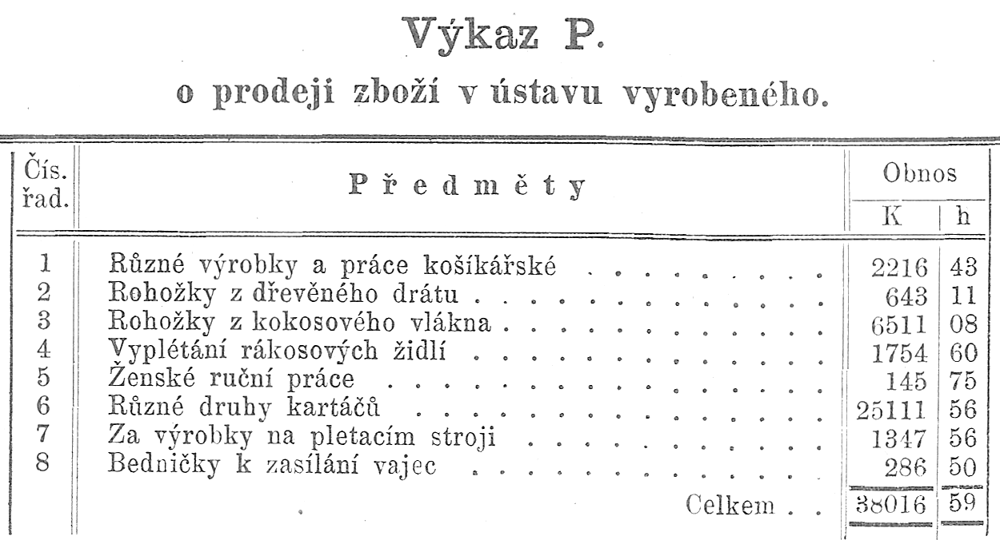 Výkaz P.
o prodeji zboží v ústavu vyrobeného.
Čís. řad. Předměty Obnos
K h
1 Různé výrobky a práce košíkářské . . . . . . . . . 2216 43
2 Rohožky z dřevěného drátu . . . . . . . . . . . . . 643 11
3 Rohožky z kokosového vlákna . . . . . . . . . . . . 6511 08
4 Vyplétání rákosových židlí . . . . . . . . . . . . . 1754 60
5 Ženské ruční práce . . . . . . . . . . . . . . . . 145 75
6 Různé druhy kartáčů . . . . . . . . . . . . . . . 25111 56
7 Za výrobky na pletacím stroji . . . . . . . . . . . 1347 56
8 Bedničky k zasílání vajec . . . . . . . . . . . . . 286 50
Celkem . . 38016 59